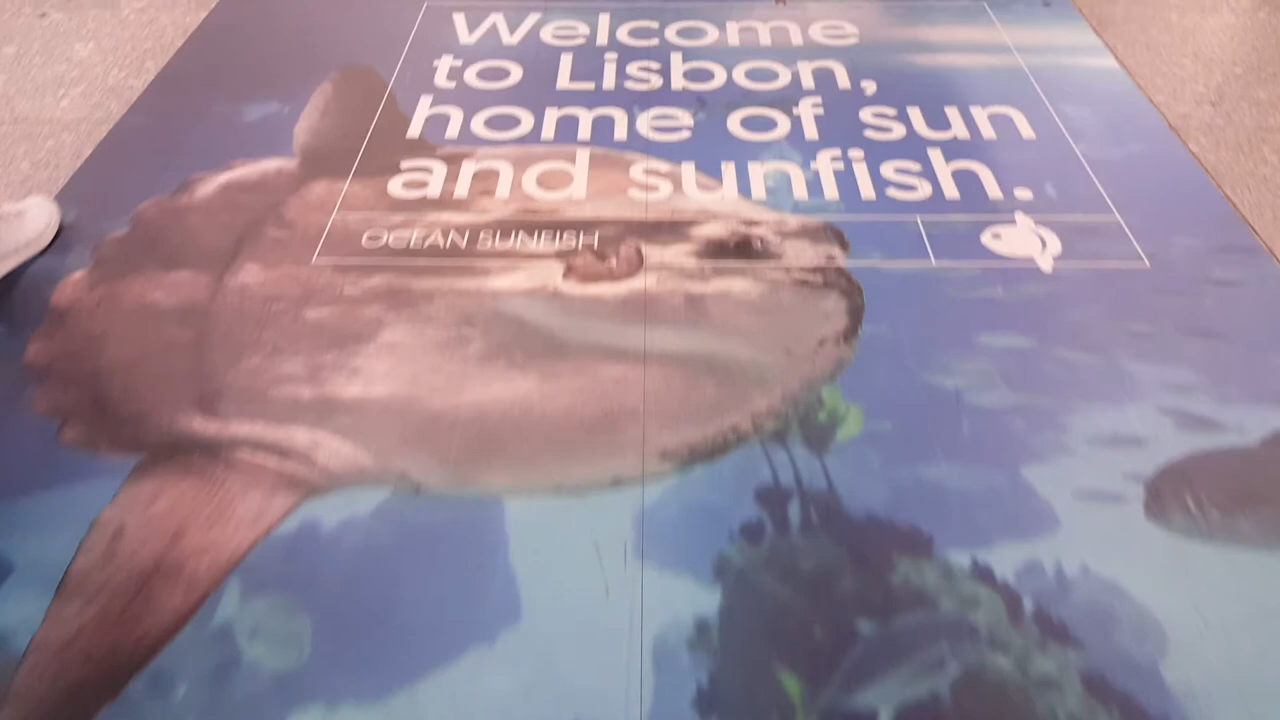 Welcome
to Lisbon,
home of sun
and sunfish.
OCEAN SUNFISH